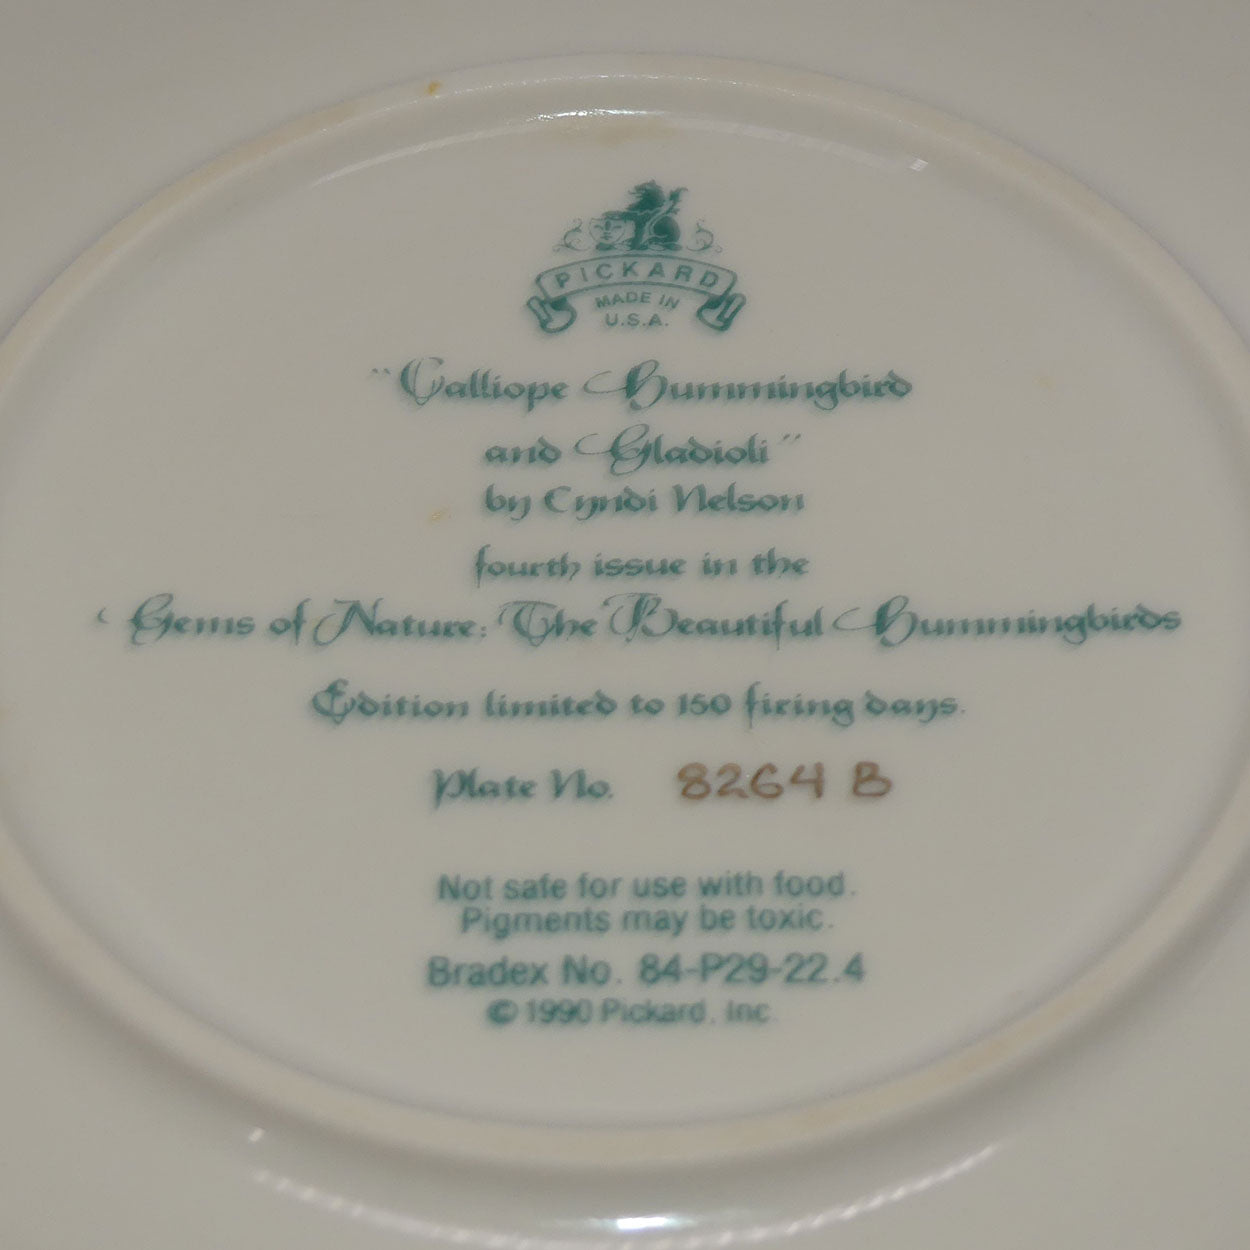 PICKARD
MADE IN
U.S.A.
"Calliope Hummingbird
and Gladioli"
by Cyndi Nelson
fourth issue in the
Gems of Nature: The Beautiful Hummingbirds
Edition limited to 150 firing days.
Plate No. 8264 B
Not safe for use with food.
Pigments may be toxic.
Bradex No. 84-P29-22.4
© 1990 Pickard, Inc.